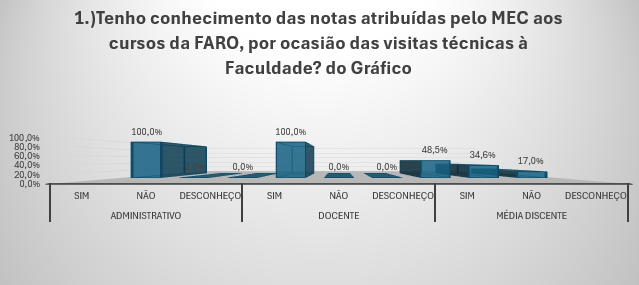 1.)Tenho conhecimento das notas atribuídas pelo MEC aos
cursos da FARO, por ocasião das visitas técnicas à
Faculdade? do Gráfico
100,0%
80,0%
60,0%
40,0%
20,0%
0,0%
100,0%
0,0%
100,0%
0,0%
0,0%
48,5%
34,6%
17,0%
SIM NÃO DESCONHEÇO SIM NÃO DESCONHEÇO SIM NÃO DESCONHEÇO
ADMINISTRATIVO DOCENTE MÉDIA DISCENTE